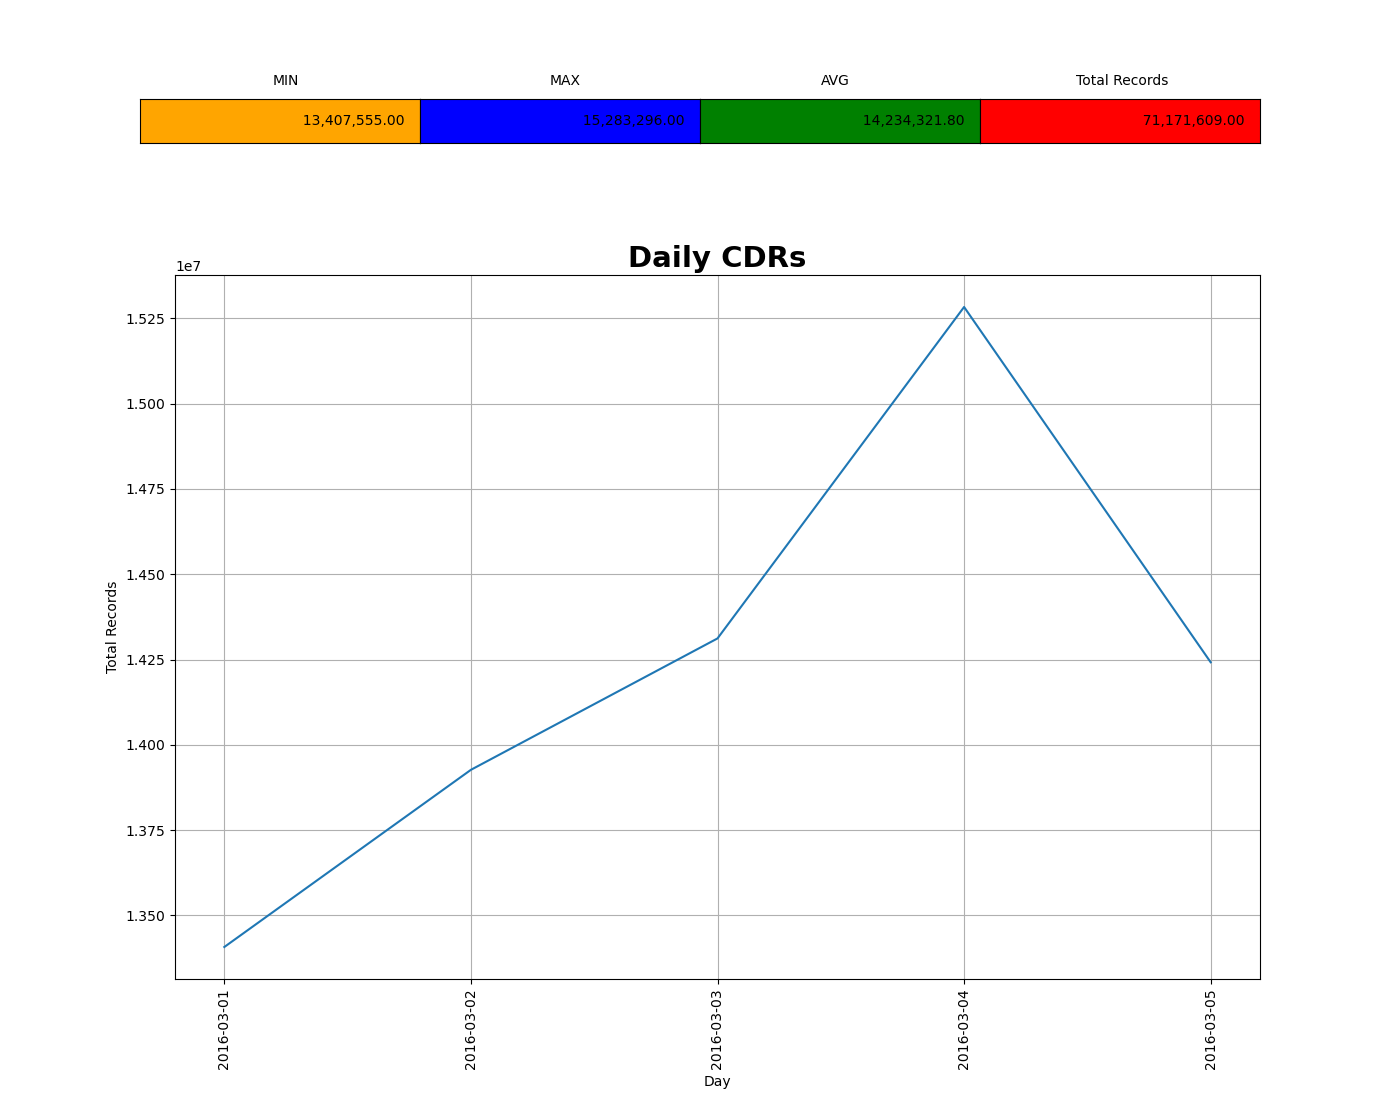 MIN MAX AVG Total Records
13,407,555.00 15,283,296.00 14,234,321.80 71,171,609.00
Daily CDRs
1e7
1.525
1.500
1.475
1.450
1.425
1.400
1.375
1.350
Total Records
2016-03-01 2016-03-02 2016-03-03 2016-03-04 2016-03-05
Day